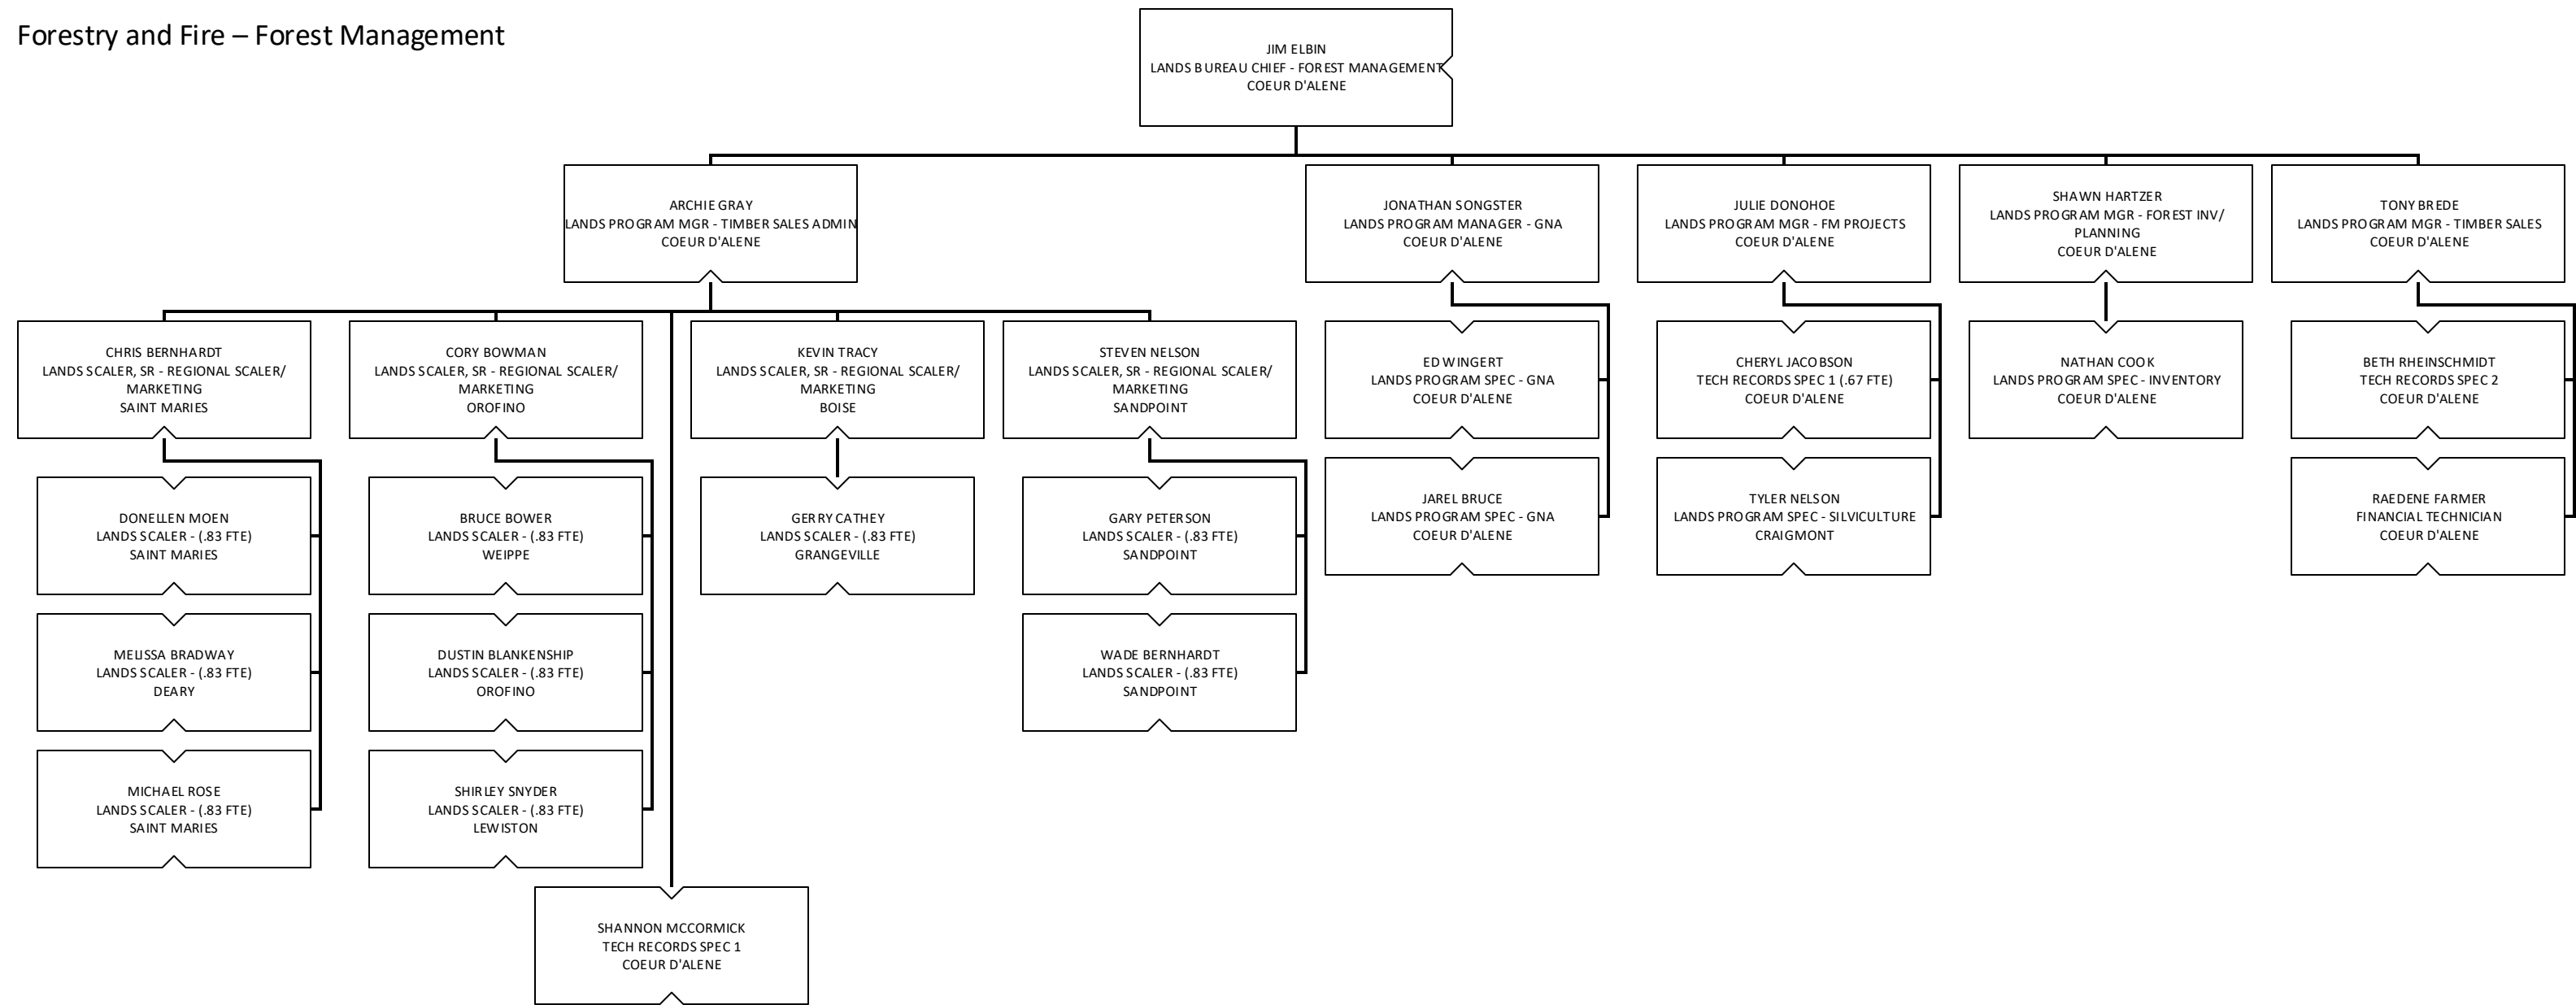 Forestry and Fire – Forest Management
JIM ELBIN
LANDS BUREAU CHIEF - FOREST MANAGEMENT
COEUR D'ALENE
ARCHIE GRAY
LANDS PROGRAM MGR - TIMBER SALES ADMIN
COEUR D'ALENE
JONATHAN SONGSTER
LANDS PROGRAM MANAGER - GNA
COEUR D'ALENE
JULIE DONOHOE
LANDS PROGRAM MGR - FM PROJECTS
COEUR D'ALENE
SHAWN HARTZER
LANDS PROGRAM MGR - FOREST INV/
PLANNING
COEUR D'ALENE
TONY BREDE
LANDS PROGRAM MGR - TIMBER SALES
COEUR D'ALENE
CHRIS BERNHARDT
LANDS SCALER, SR - REGIONAL SCALER/
MARKETING
SAINT MARIES
CORY BOWMAN
LANDS SCALER, SR - REGIONAL SCALER/
MARKETING
OROFINO
KEVIN TRACY
LANDS SCALER, SR - REGIONAL SCALER/
MARKETING
BOISE
STEVEN NELSON
LANDS SCALER, SR - REGIONAL SCALER/
MARKETING
SANDPOINT
ED WINGERT
LANDS PROGRAM SPEC - GNA
COEUR D'ALENE
CHERYL JACOBSON
TECH RECORDS SPEC 1 (.67 FTE)
COEUR D'ALENE
NATHAN COOK
LANDS PROGRAM SPEC - INVENTORY
COEUR D'ALENE
BETH RHEINSCHMIDT
TECH RECORDS SPEC 2
COEUR D'ALENE
DONELLEN MOEN
LANDS SCALER - (.83 FTE)
SAINT MARIES
BRUCE BOWER
LANDS SCALER - (.83 FTE)
WEIPPE
GERRY CATHEY
LANDS SCALER - (.83 FTE)
GRANGEVILLE
GARY PETERSON
LANDS SCALER - (.83 FTE)
SANDPOINT
JAREL BRUCE
LANDS PROGRAM SPEC - GNA
COEUR D'ALENE
TYLER NELSON
LANDS PROGRAM SPEC - SILVICULTURE
CRAIGMONT
RAEDENE FARMER
FINANCIAL TECHNICIAN
COEUR D'ALENE
MELISSA BRADWAY
LANDS SCALER - (.83 FTE)
DEARY
DUSTIN BLANKENSHIP
LANDS SCALER - (.83 FTE)
OROFINO
WADE BERNHARDT
LANDS SCALER - (.83 FTE)
SANDPOINT
MICHAEL ROSE
LANDS SCALER - (.83 FTE)
SAINT MARIES
SHIRLEY SNYDER
LANDS SCALER - (.83 FTE)
LEWISTON
SHANNON MCCORMICK
TECH RECORDS SPEC 1
COEUR D'ALENE